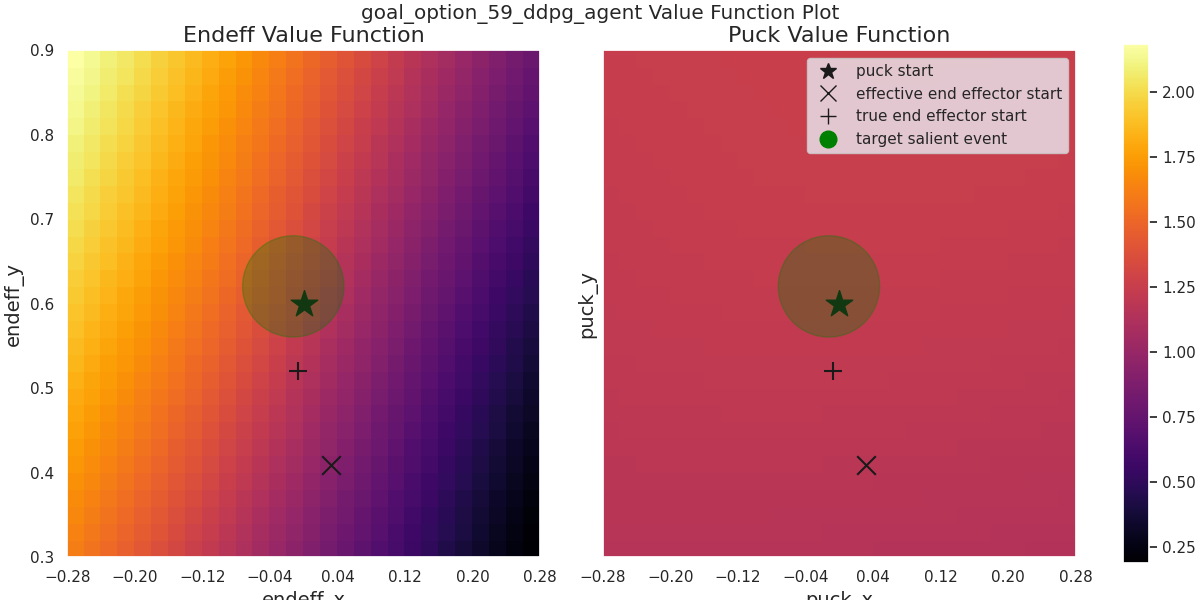 goal_option_59_ddpg_agent Value Function Plot
Endeff Value Function
Puck Value Function
0.9
0.8
0.7
0.6
0.5
0.4
0.3
endeff_y
−0.28 −0.20 −0.12 −0.04 0.04 0.12 0.20 0.28
endeff_x
puck start
effective end effector start
true end effector start
target salient event
puck_y
−0.28 −0.20 −0.12 −0.04 0.04 0.12 0.20 0.28
puck_x
2.00
1.75
1.50
1.25
1.00
0.75
0.50
0.25